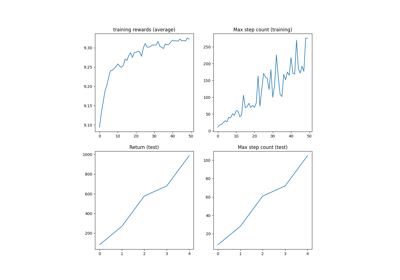 training rewards (average)
Max step count (training)
9.30
9.25
9.20
9.15
9.10
0 10 20 30 40 50
250
200
150
100
50
0
0 10 20 30 40 50
Return (test)
Max step count (test)
1000
800
600
400
200
0 1 2 3 4
100
80
60
40
20
0 1 2 3 4